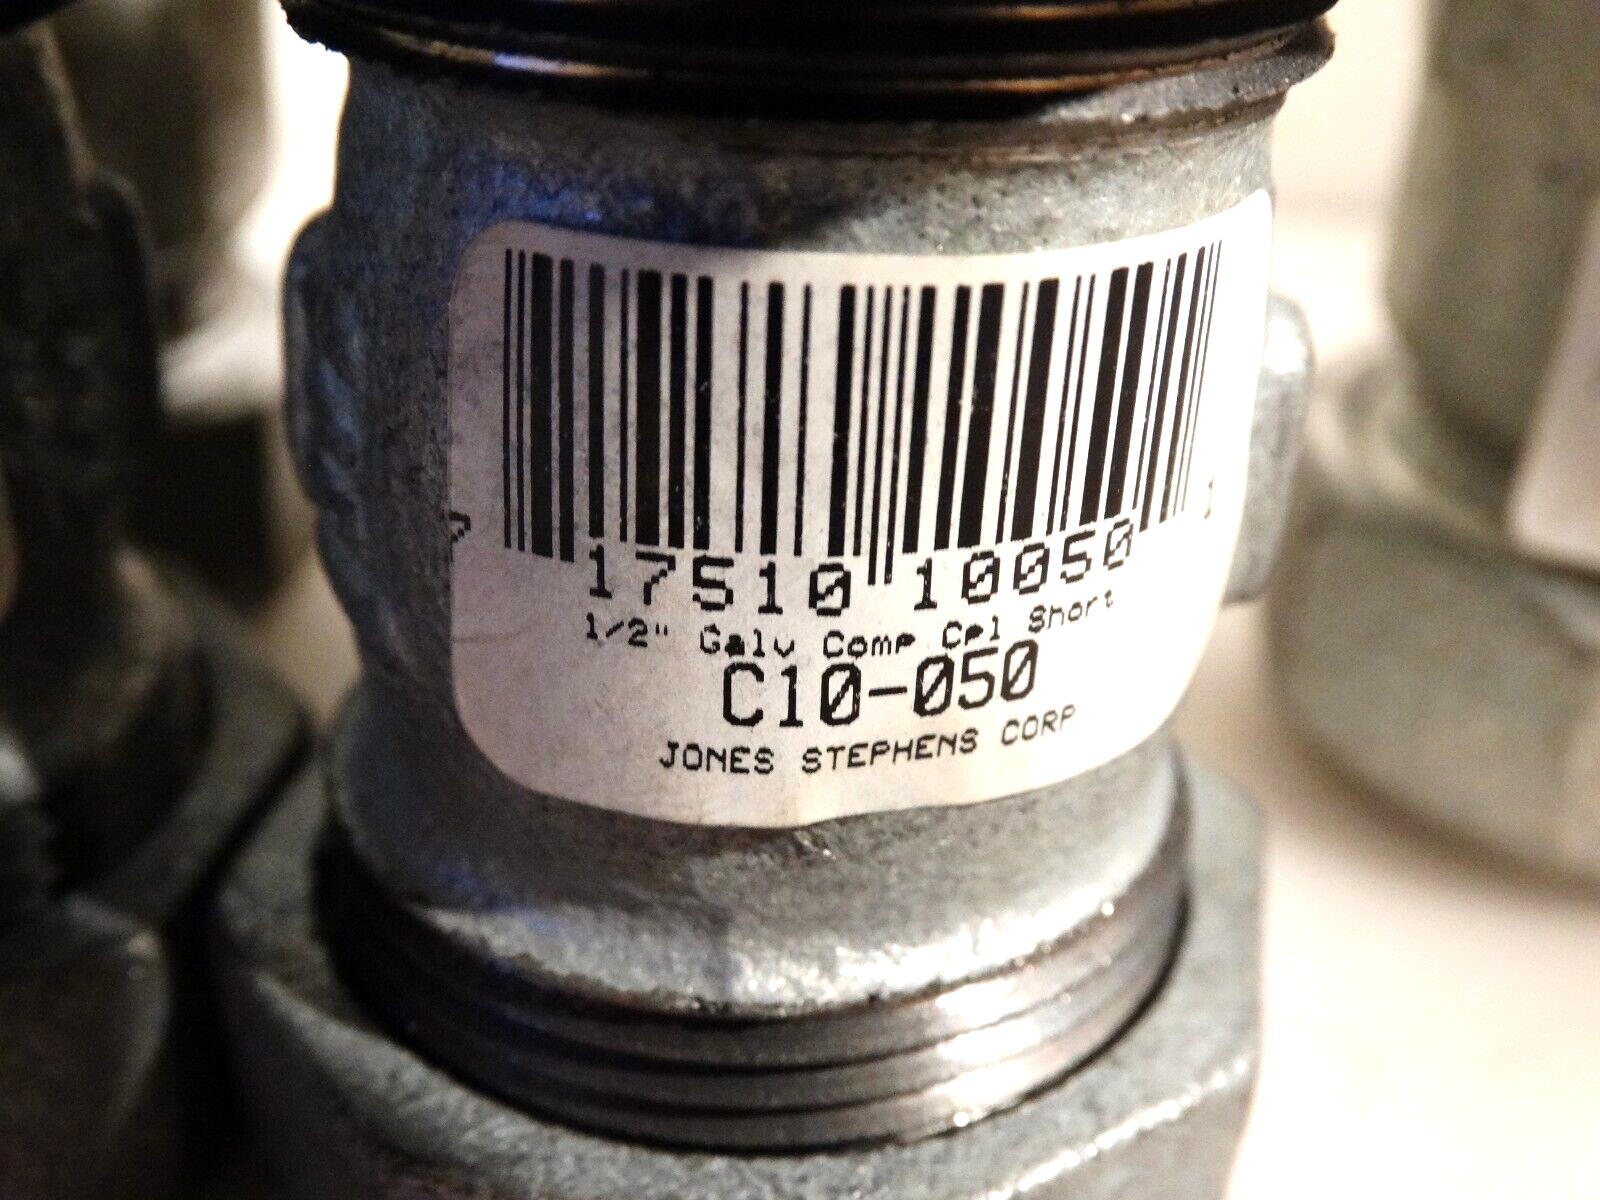 7 17510 10050 1
1/2" Galv Comp Cpl Short
C10-050
JONES STEPHENS CORP